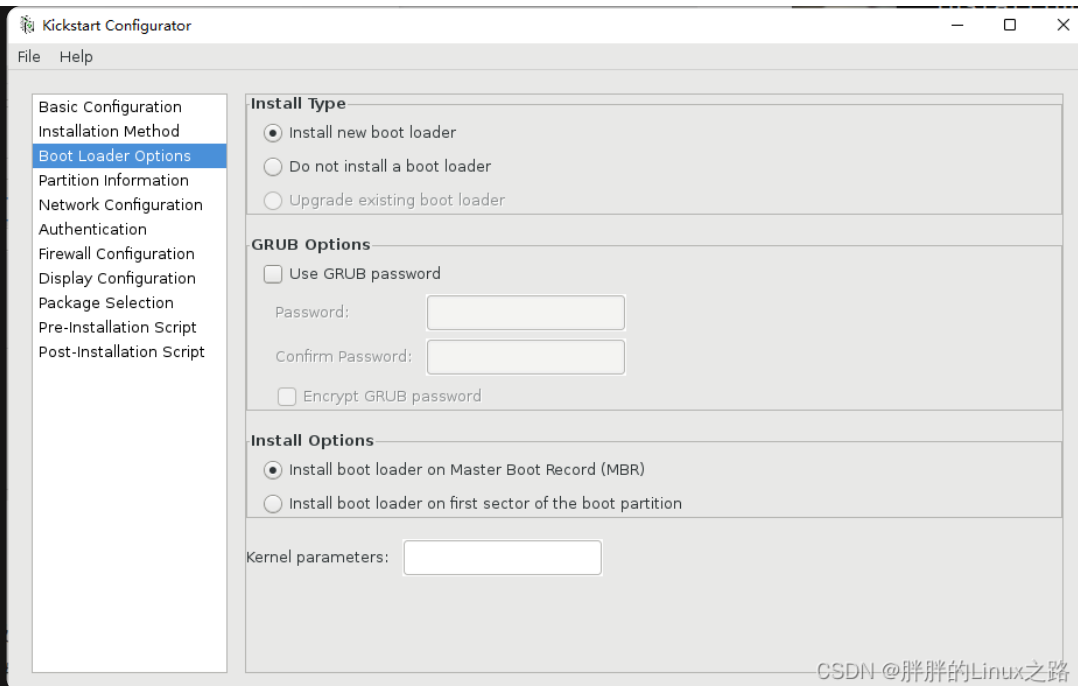 Kickstart Configurator
File Help
Basic Configuration
Installation Method
Boot Loader Options
Partition Information
Network Configuration
Authentication
Firewall Configuration
Display Configuration
Package Selection
Pre-Installation Script
Post-Installation Script
Install Type
Install new boot loader
Do not install a boot loader
Upgrade existing boot loader
GRUB Options
Use GRUB password
Password:
Confirm Password:
Encrypt GRUB password
Install Options
Install boot loader on Master Boot Record (MBR)
Install boot loader on first sector of the boot partition
Kernel parameters:
CSDN @胖胖的Linux之路